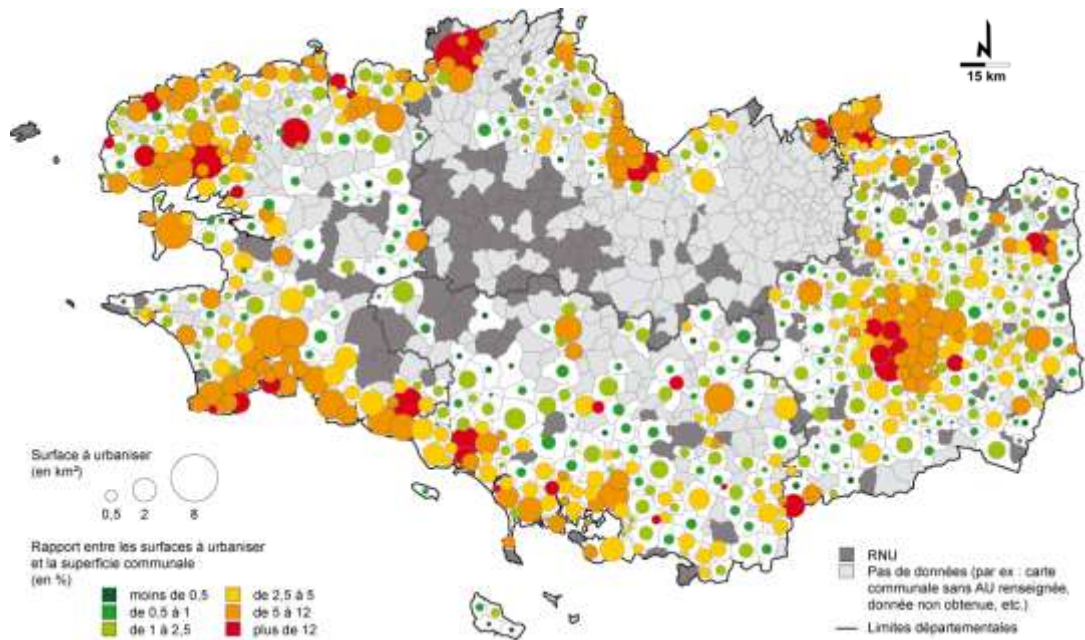 15 km
Surface à urbaniser
(en km²)
0,5 2 8
Rapport entre les surfaces à urbaniser
et la superficie communale
(en %)
moins de 0,5
de 0,5 à 1
de 1 à 2,5
de 2,5 à 5
de 5 à 12
plus de 12
RNU
Pas de données (par ex : carte
communale sans AU renseignée,
donnée non obtenue, etc.)
Limites départementales